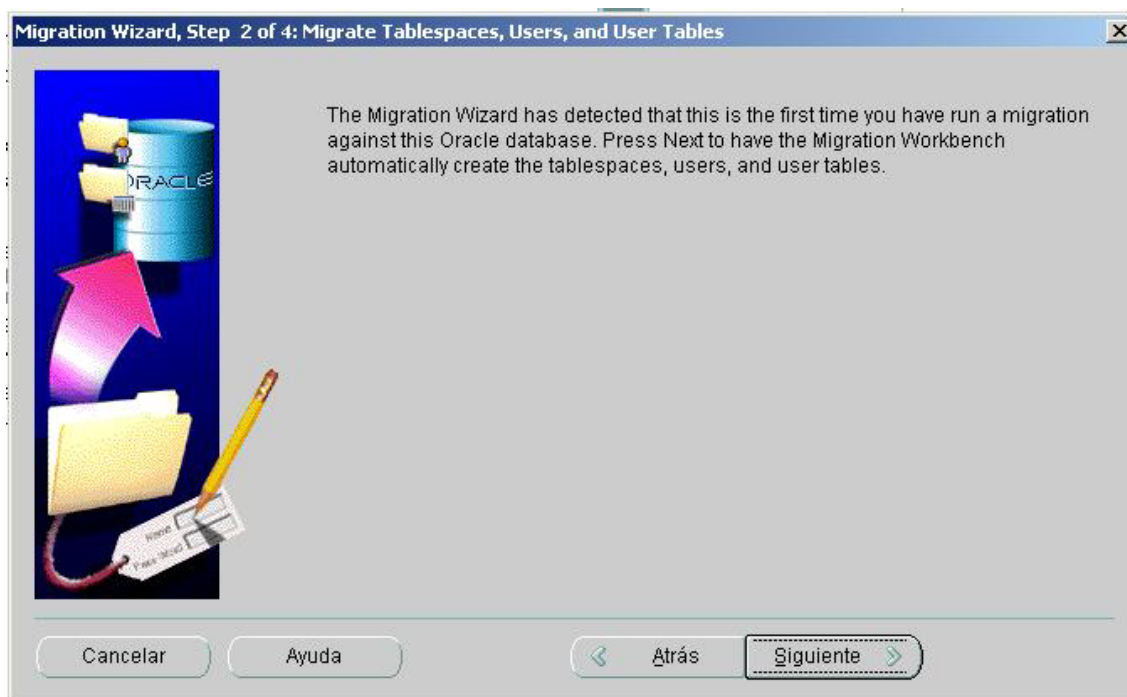 Migration Wizard, Step 2 of 4: Migrate Tablespaces, Users, and User Tables
The Migration Wizard has detected that this is the first time you have run a migration
against this Oracle database. Press Next to have the Migration Workbench
automatically create the tablespaces, users, and user tables.
ORACLE
Name
Password
Cancelar
Ayuda
Atrás
Siguiente